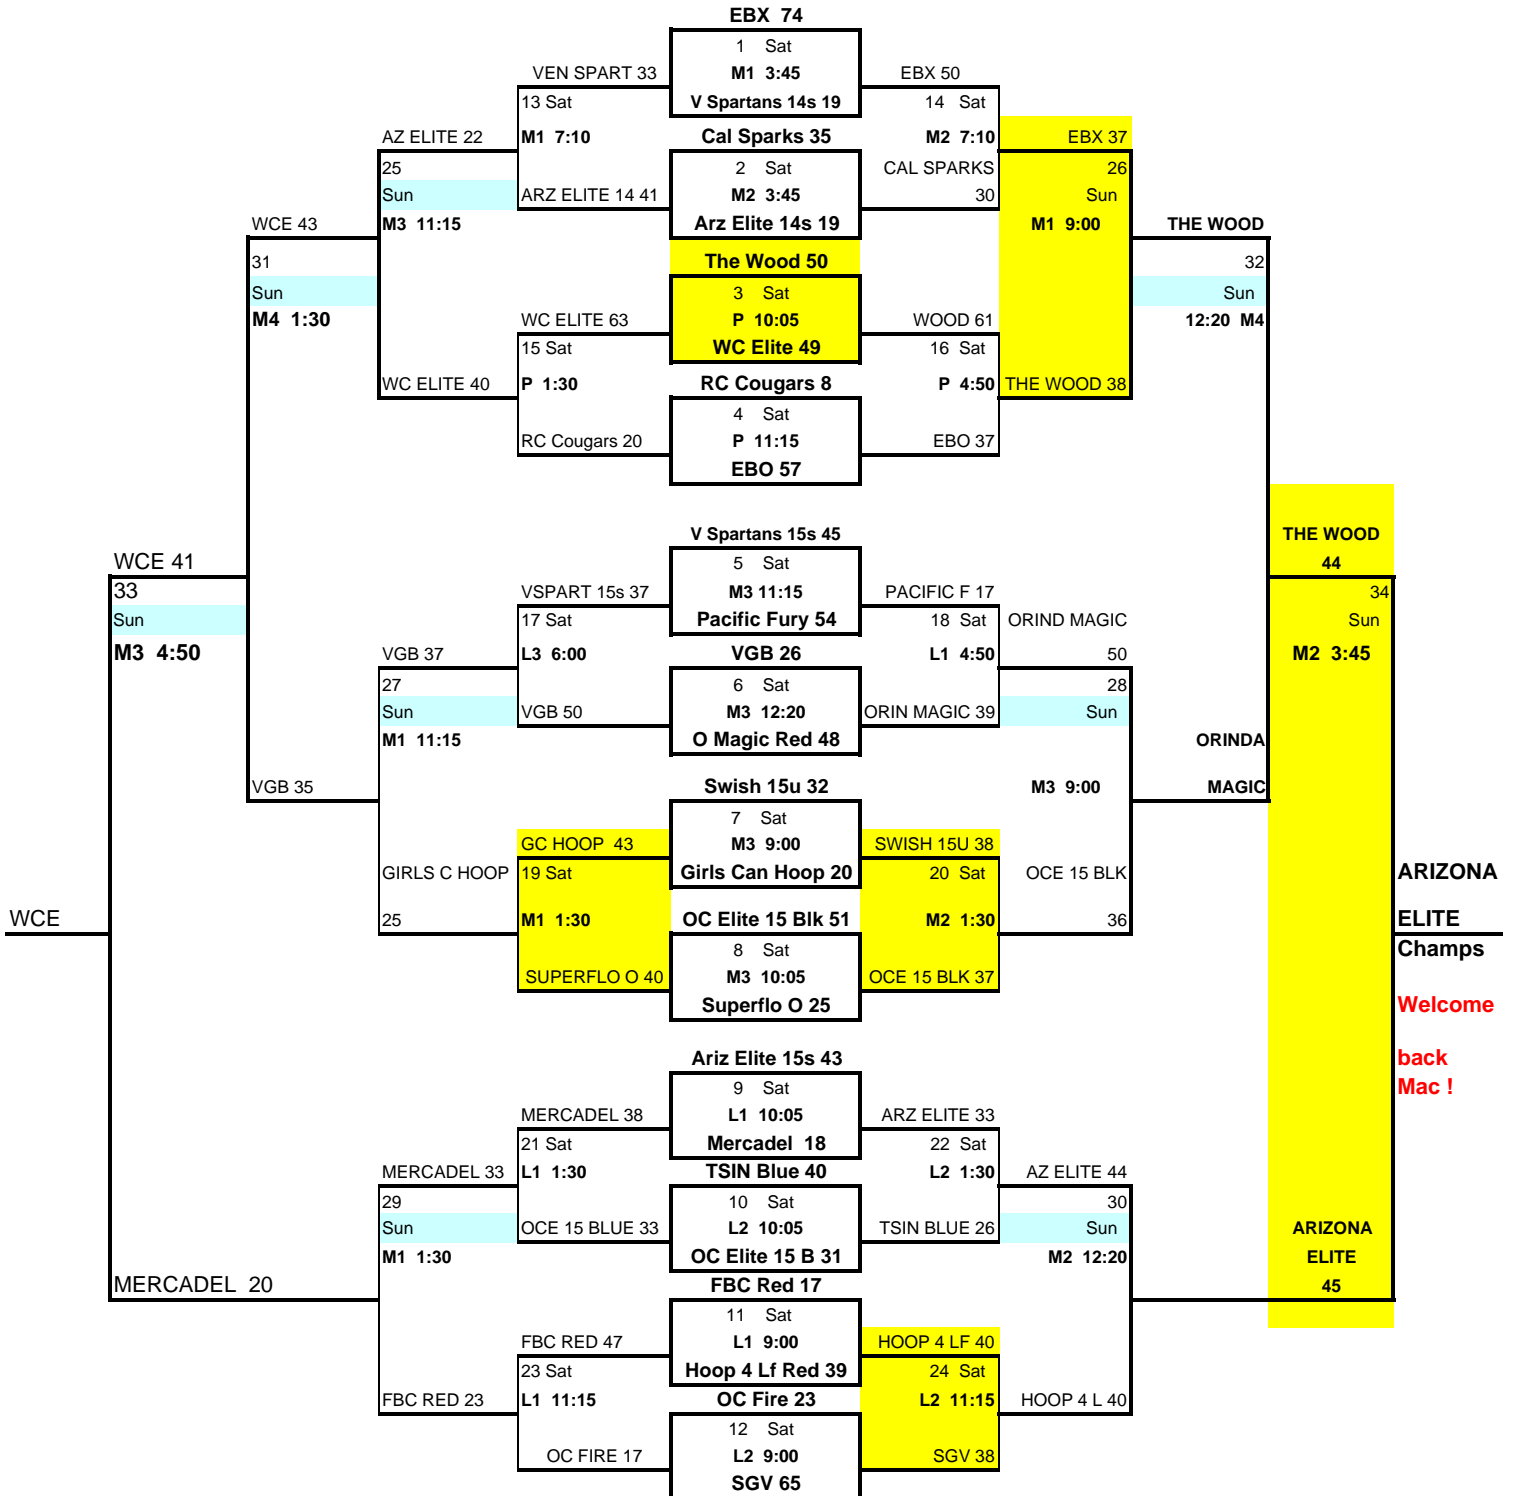 EBX 74
1 Sat
VEN SPART 33
M1 3:45
EBX 50
13 Sat
V Spartans 14s 19
14 Sat
AZ ELITE 22
M1 7:10
Cal Sparks 35
M2 7:10
EBX 37
25
2 Sat
CAL SPARKS
26
Sun
ARZ ELITE 14 41
M2 3:45
30
Sun
WCE 43
M3 11:15
Arz Elite 14s 19
M1 9:00
THE WOOD
31
The Wood 50
32
Sun
3 Sat
Sun
M4 1:30
WC ELITE 63
P 10:05
WOOD 61
12:20 M4
15 Sat
WC Elite 49
16 Sat
WC ELITE 40
P 1:30
RC Cougars 8
P 4:50
THE WOOD 38
4 Sat
RC Cougars 20
P 11:15
EBO 37
EBO 57
V Spartans 15s 45
THE WOOD
WCE 41
5 Sat
44
33
VSPART 15s 37
M3 11:15
PACIFIC F 17
34
Sun
17 Sat
Pacific Fury 54
18 Sat
ORIND MAGIC
Sun
M3 4:50
VGB 37
L3 6:00
VGB 26
L1 4:50
50
M2 3:45
27
6 Sat
28
Sun
VGB 50
M3 12:20
ORIN MAGIC 39
Sun
M1 11:15
O Magic Red 48
ORINDA
VGB 35
Swish 15u 32
M3 9:00
MAGIC
7 Sat
GC HOOP 43
M3 9:00
SWISH 15U 38
GIRLS C HOOP
19 Sat
Girls Can Hoop 20
20 Sat
OCE 15 BLK
ARIZONA
WCE
25
M1 1:30
OC Elite 15 Blk 51
M2 1:30
36
ELITE
8 Sat
Champs
SUPERFLO O 40
M3 10:05
OCE 15 BLK 37
Superflo O 25
Welcome
Ariz Elite 15s 43
back
9 Sat
Mac !
MERCADEL 38
L1 10:05
ARZ ELITE 33
21 Sat
Mercadel 18
22 Sat
MERCADEL 33
L1 1:30
TSIN Blue 40
L2 1:30
AZ ELITE 44
29
10 Sat
30
Sun
OCE 15 BLUE 33
L2 10:05
TSIN BLUE 26
Sun
ARIZONA
M1 1:30
OC Elite 15 B 31
M2 12:20
ELITE
MERCADEL 20
FBC Red 17
45
11 Sat
FBC RED 47
L1 9:00
HOOP 4 LF 40
23 Sat
Hoop 4 Lf Red 39
24 Sat
FBC RED 23
L1 11:15
OC Fire 23
L2 11:15
HOOP 4 L 40
12 Sat
OC FIRE 17
L2 9:00
SGV 38
SGV 65